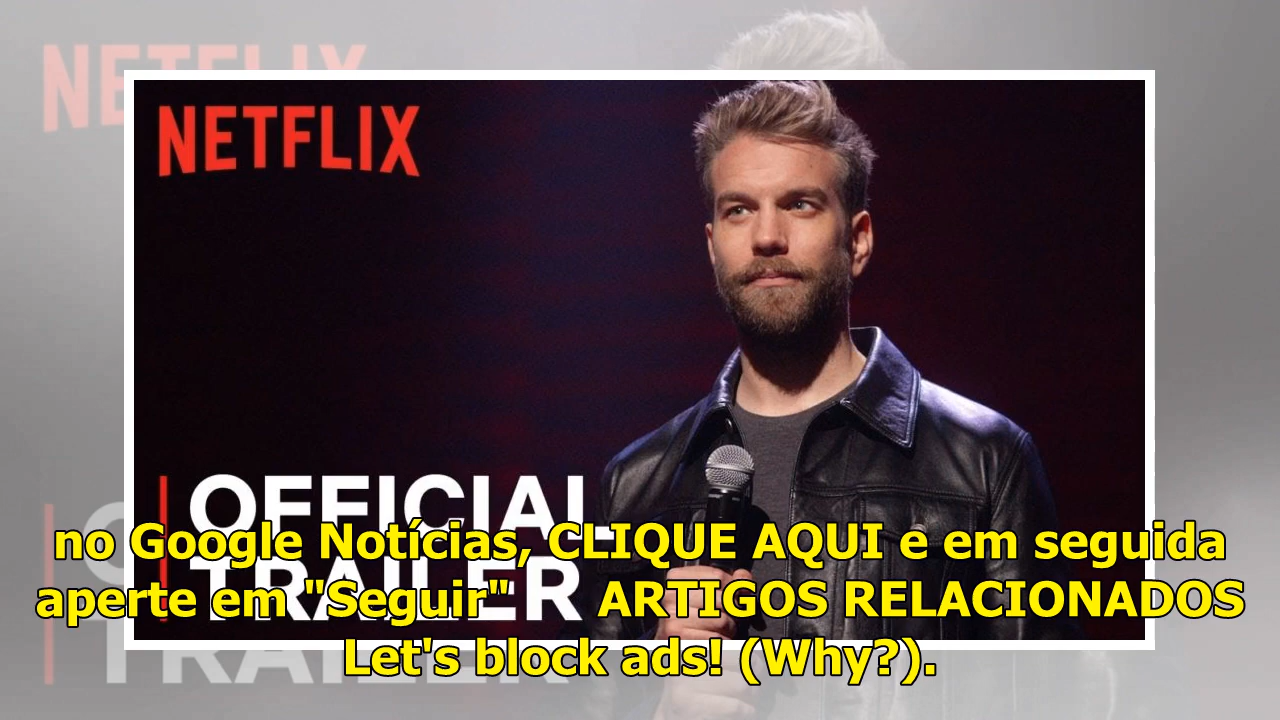 NETFLIX
NETFLIX
OFFICIAL
TRAILER
no Google Notícias, CLIQUE AQUI e em seguida
aperte em "Seguir" ARTIGOS RELACIONADOS
Let's block ads! (Why?).